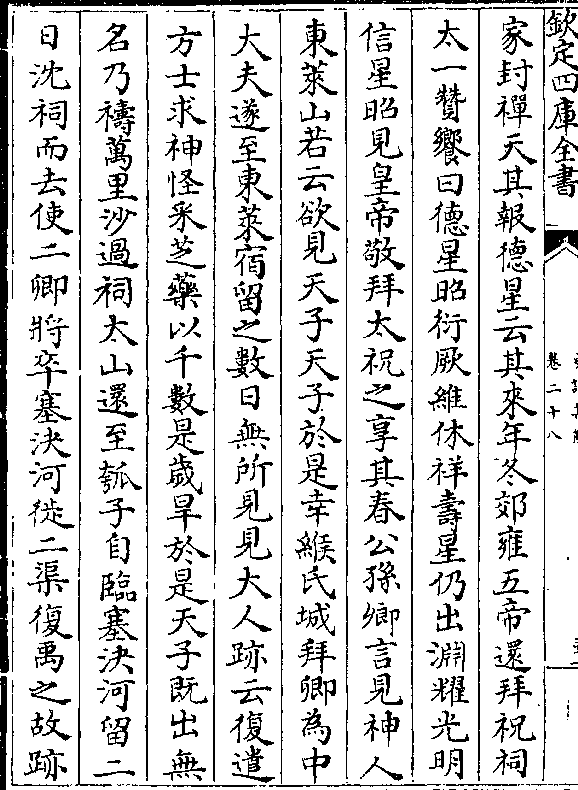 欽定四庫全書
卷二十八
家封禪天其報德星云其來年冬郊雍五帝還拜祝祠
太一贊饗曰德星昭衍厥維休祥壽星仍出淵耀光明
信星昭見皇帝敬拜太祝之享其春公孫卿言見神人
東萊山若云欲見天子天子於是幸緱氏城拜卿為中
大夫遂至東萊宿留之數日無所見見大人跡云復遣
方士求神怪采芝藥以千數是歲旱於是天子既出無
名乃禱萬里沙過祠太山還至瓠子自臨塞決河留二
日沈祠而去使二卿將卒塞決河徙二渠復禹之故跡